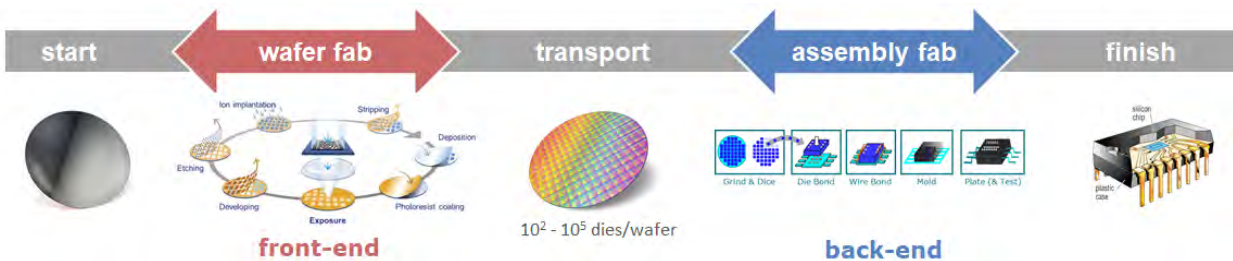 start
wafer fab
transport
assembly fab
finish
Ion implantation
Stripping
Deposition
Etching
Developing
Exposure
Photoresist coating
front-end
10² - 10⁵ dies/wafer
Grind & Dice
Die Bond
Wire Bond
Mold
Plate (& Test)
back-end
silicon
chip
plastic
case